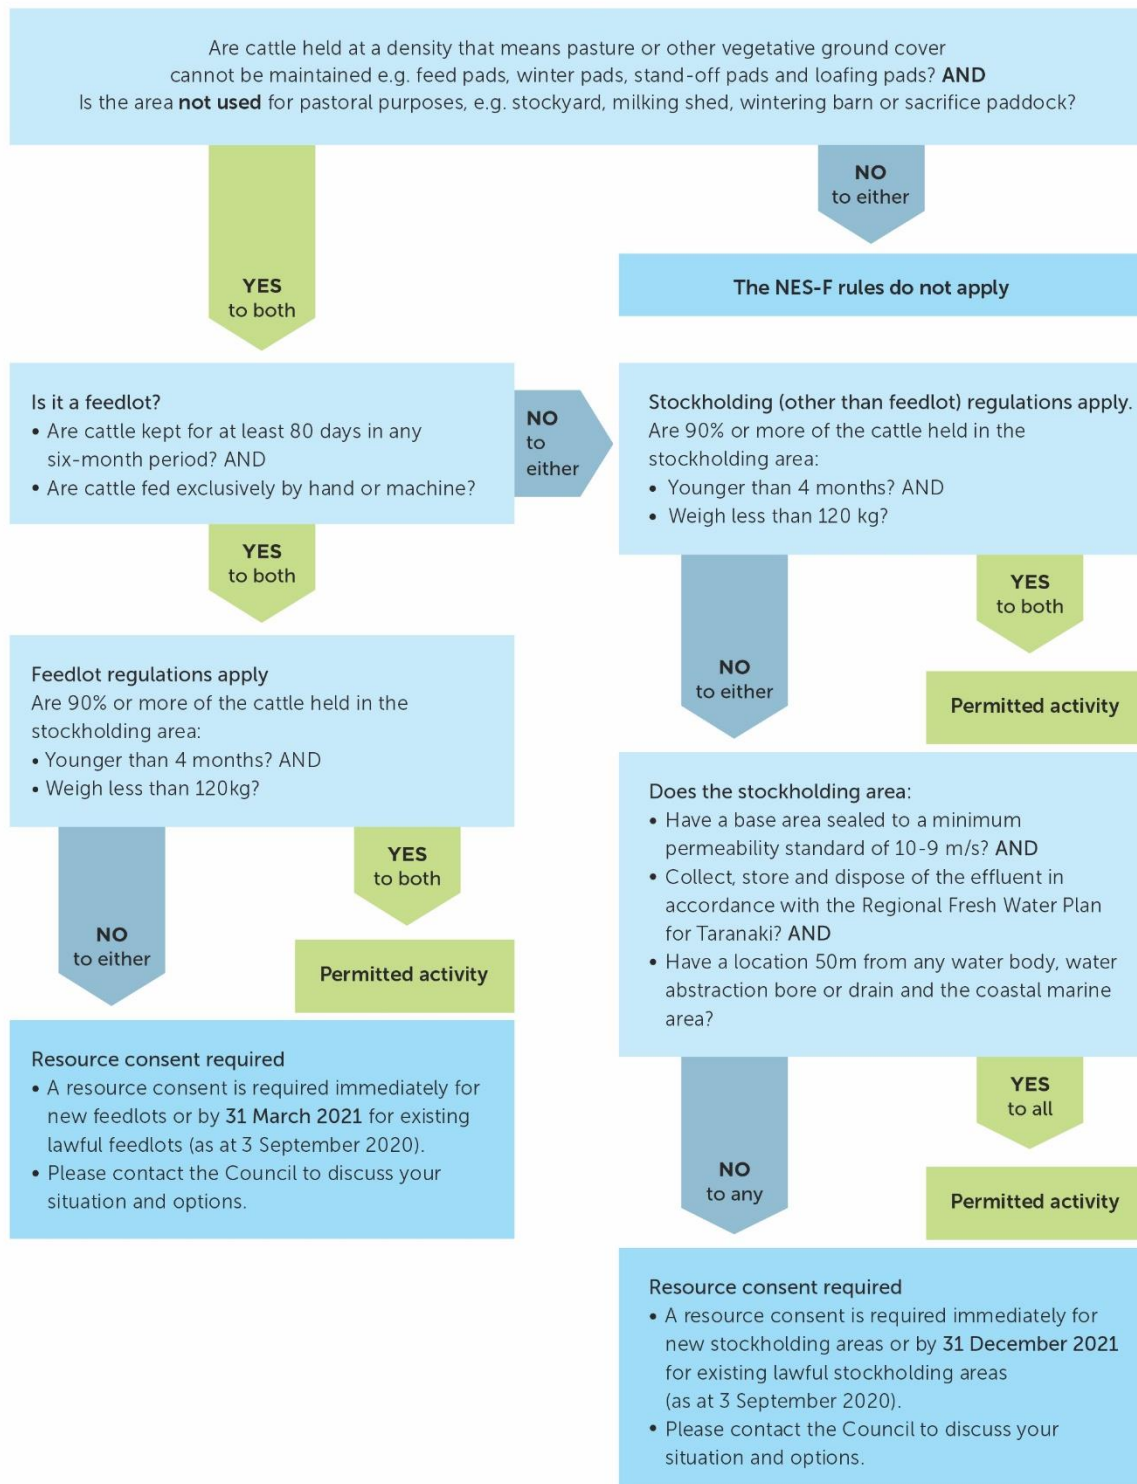 Are cattle held at a density that means pasture or other vegetative ground cover
cannot be maintained e.g. feed pads, winter pads, stand-off pads and loafing pads? AND
Is the area not used for pastoral purposes, e.g. stockyard, milking shed, wintering barn or sacrifice paddock?
NO
to either
The NES-F rules do not apply
YES
to both
Is it a feedlot?
• Are cattle kept for at least 80 days in any
six-month period? AND
• Are cattle fed exclusively by hand or machine?
NO
to
either
Stockholding (other than feedlot) regulations apply.
Are 90% or more of the cattle held in the
stockholding area:
• Younger than 4 months? AND
• Weigh less than 120 kg?
YES
to both
Feedlot regulations apply
Are 90% or more of the cattle held in the
stockholding area:
• Younger than 4 months? AND
• Weigh less than 120kg?
YES
to both
Permitted activity
NO
to either
Resource consent required
• A resource consent is required immediately for
new feedlots or by 31 March 2021 for existing
lawful feedlots (as at 3 September 2020).
• Please contact the Council to discuss your
situation and options.
YES
to both
Permitted activity
NO
to either
Does the stockholding area:
• Have a base area sealed to a minimum
permeability standard of 10-9 m/s? AND
• Collect, store and dispose of the effluent in
accordance with the Regional Fresh Water Plan
for Taranaki? AND
• Have a location 50m from any water body, water
abstraction bore or drain and the coastal marine
area?
YES
to all
Permitted activity
NO
to any
Resource consent required
• A resource consent is required immediately for
new stockholding areas or by 31 December 2021
for existing lawful stockholding areas
(as at 3 September 2020).
• Please contact the Council to discuss your
situation and options.